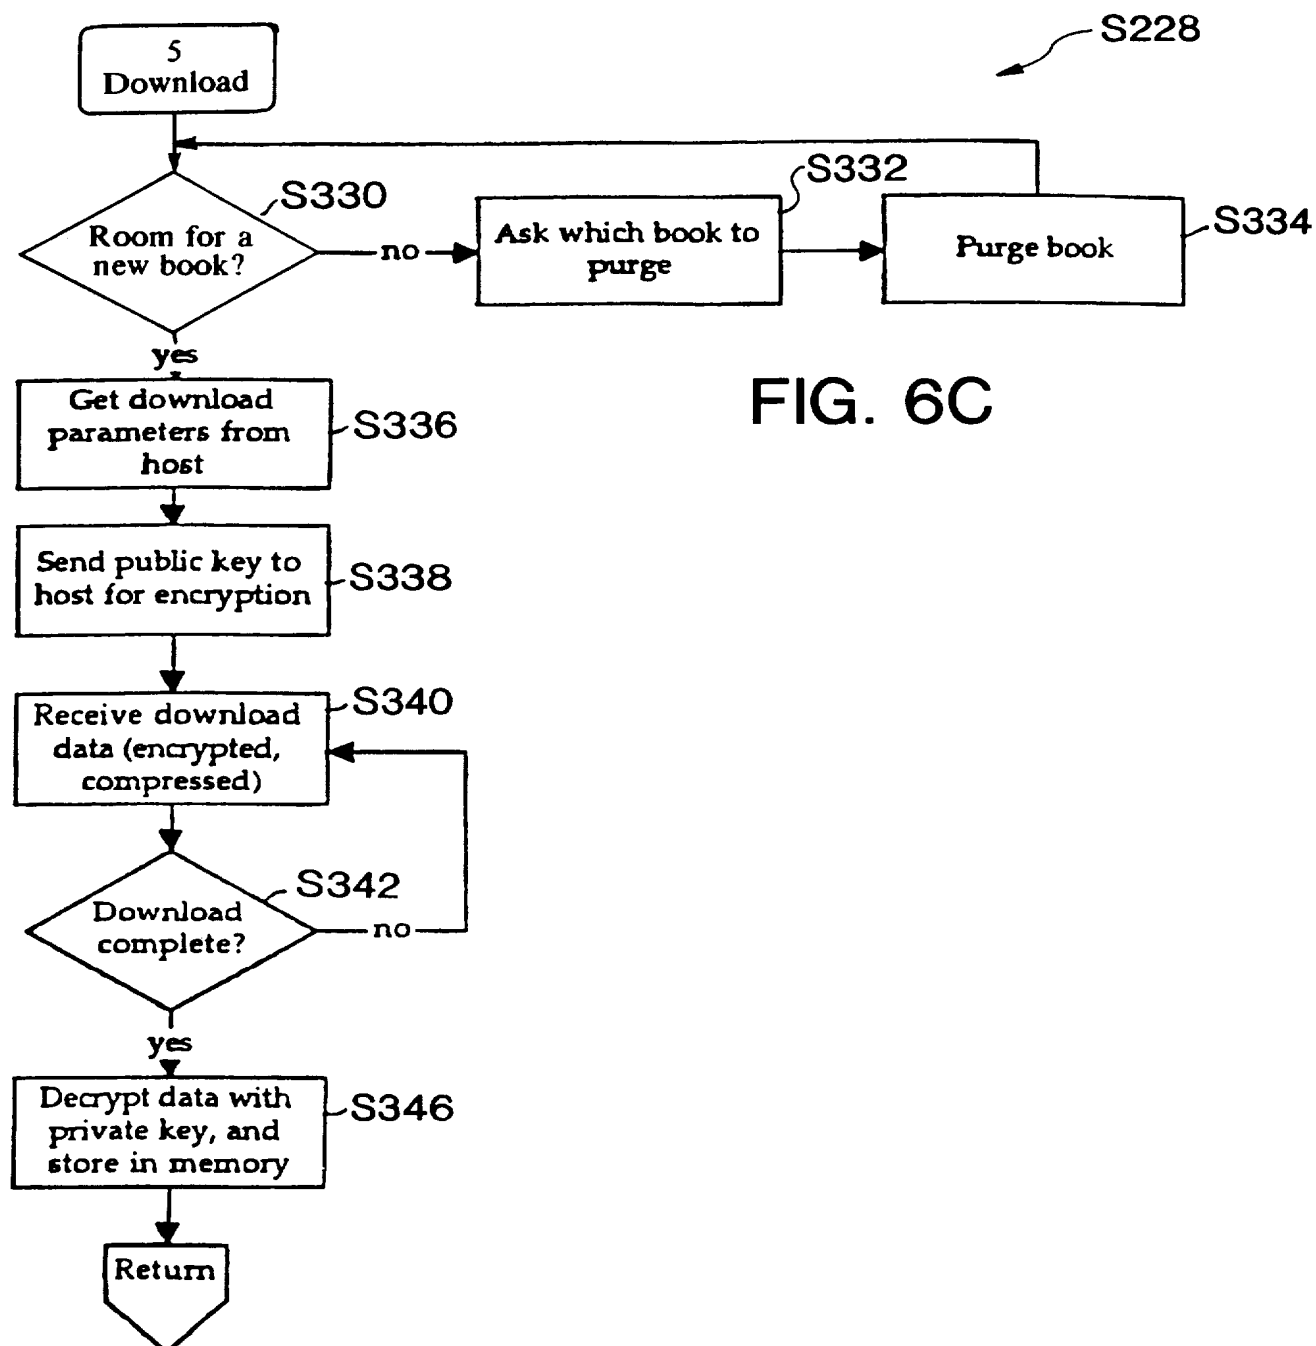 S228
5
Download
S330
Room for a
new book?
no
S332
Ask which book to
purge
S334
Purge book
yes
FIG. 6C
Get download
parameters from
host
S336
Send public key to
host for encryption
S338
S340
Receive download
data (encrypted,
compressed)
S342
Download
complete?
no
yes
Decrypt data with
private key, and
store in memory
S346
Return